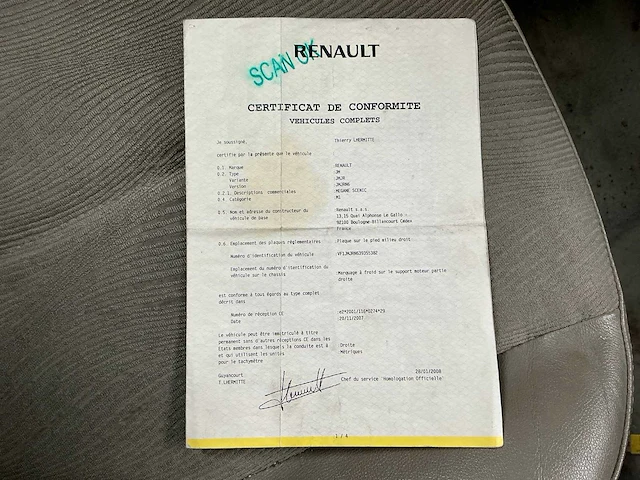 RENAULT
SCAN OK
CERTIFICAT DE CONFORMITE
VEHICULES COMPLETS
Je soussigné, Thierry LHERMITTE
certifie par la présente que le véhicule
0.1. Marque RENAULT
0.2. Type JM
Variante JMJR
Version JMJRN6
0.2.1. Descriptions commerciales MEGANE SCENIC
0.4. Catégorie M1
0.5. Nom et adresse du constructeur du Renault s.a.s.
véhicule de base 13.15 Quai Alphonse Le Gallo
92100 Boulogne-Billancourt Cedex
France
0.6. Emplacement des plaques réglementaires Plaque sur le pied milieu droit
Numéro d'identification du véhicule
Emplacement du numéro d'identification du Marquage à froid sur le support moteur partie
véhicule sur le chassis droite
est conforme à tous égards au type complet
décrit dans
Numéro de réception CE e2*2001/116*0274*29
Date 20/11/2007
Le véhicule peut être immatriculé à titre
permanent sans d'autres réceptions CE dans les
Etats membres dans lesquels la conduite est à Droite
et qui utilisent les unités Métriques
pour le tachymètre
Guyancourt 28/01/2008
T.LHERMITTE Chef du service 'Homologation Officielle'
1 / 4